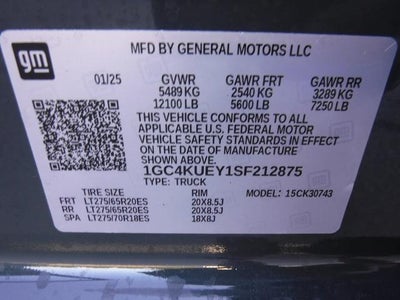 gm
MFD BY GENERAL MOTORS LLC
01/25 GVWR GAWR FRT GAWR RR
5489 KG 2540 KG 3289 KG
12100 LB 5600 LB 7250 LB
THIS VEHICLE CONFORMS TO ALL
APPLICABLE U.S. FEDERAL MOTOR
VEHICLE SAFETY STANDARDS IN EFFECT
ON THE DATE OF MANUFACTURE
SHOWN ABOVE.
1GC4KUEY1SF212875
TYPE: TRUCK MODEL: 15CK30743
TIRE SIZE RIM
FRT LT275/65R20ES 20X8.5J
RR LT275/65R20ES 20X8.5J
SPA LT275/70R18ES 18X8J